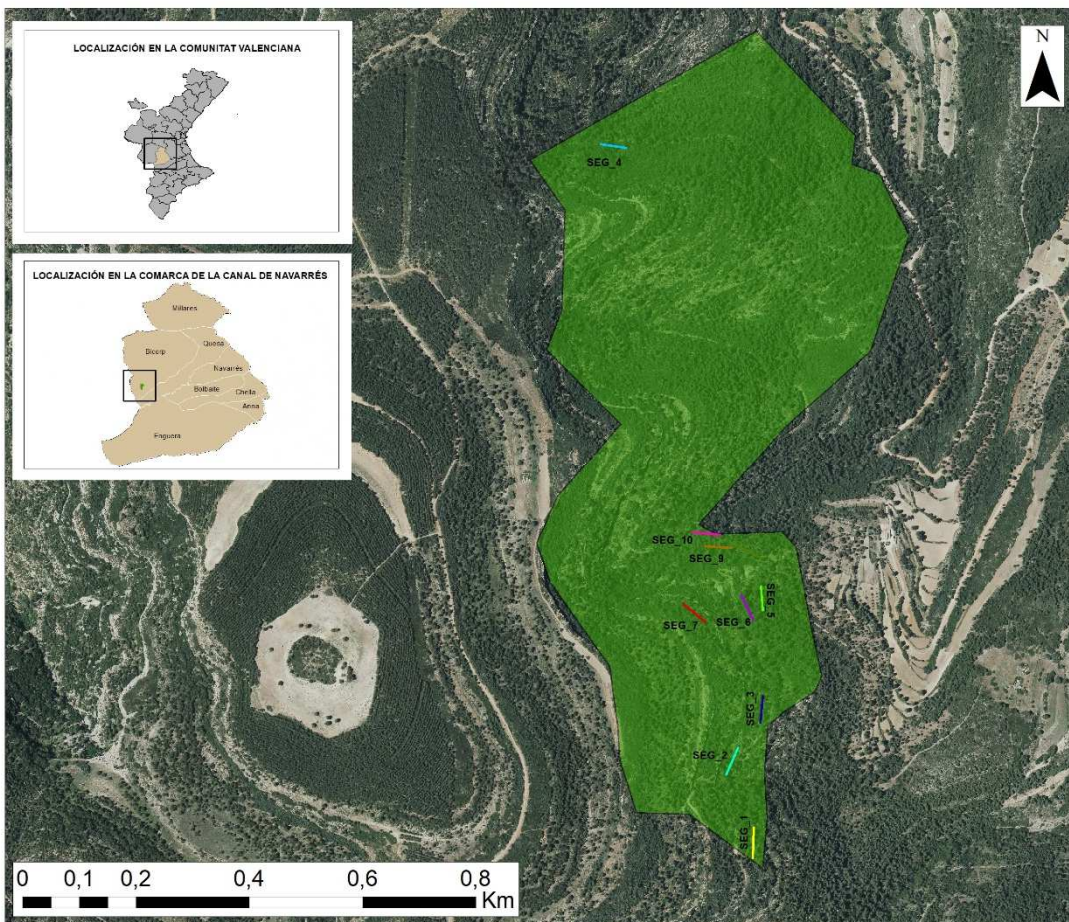 LOCALIZACIÓN EN LA COMUNITAT VALENCIANA
N
SEG_4
LOCALIZACIÓN EN LA COMARCA DE LA CANAL DE NAVARRÉS
Millares
Bicorp
Quesa
Navarrés
Bolbaite
Chella
Anna
Enguera
SEG_10
SEG_9
SEG_5
SEG_6
SEG_7
SEG_3
SEG_2
SEG_1
0 0,1 0,2 0,4 0,6 0,8
Km